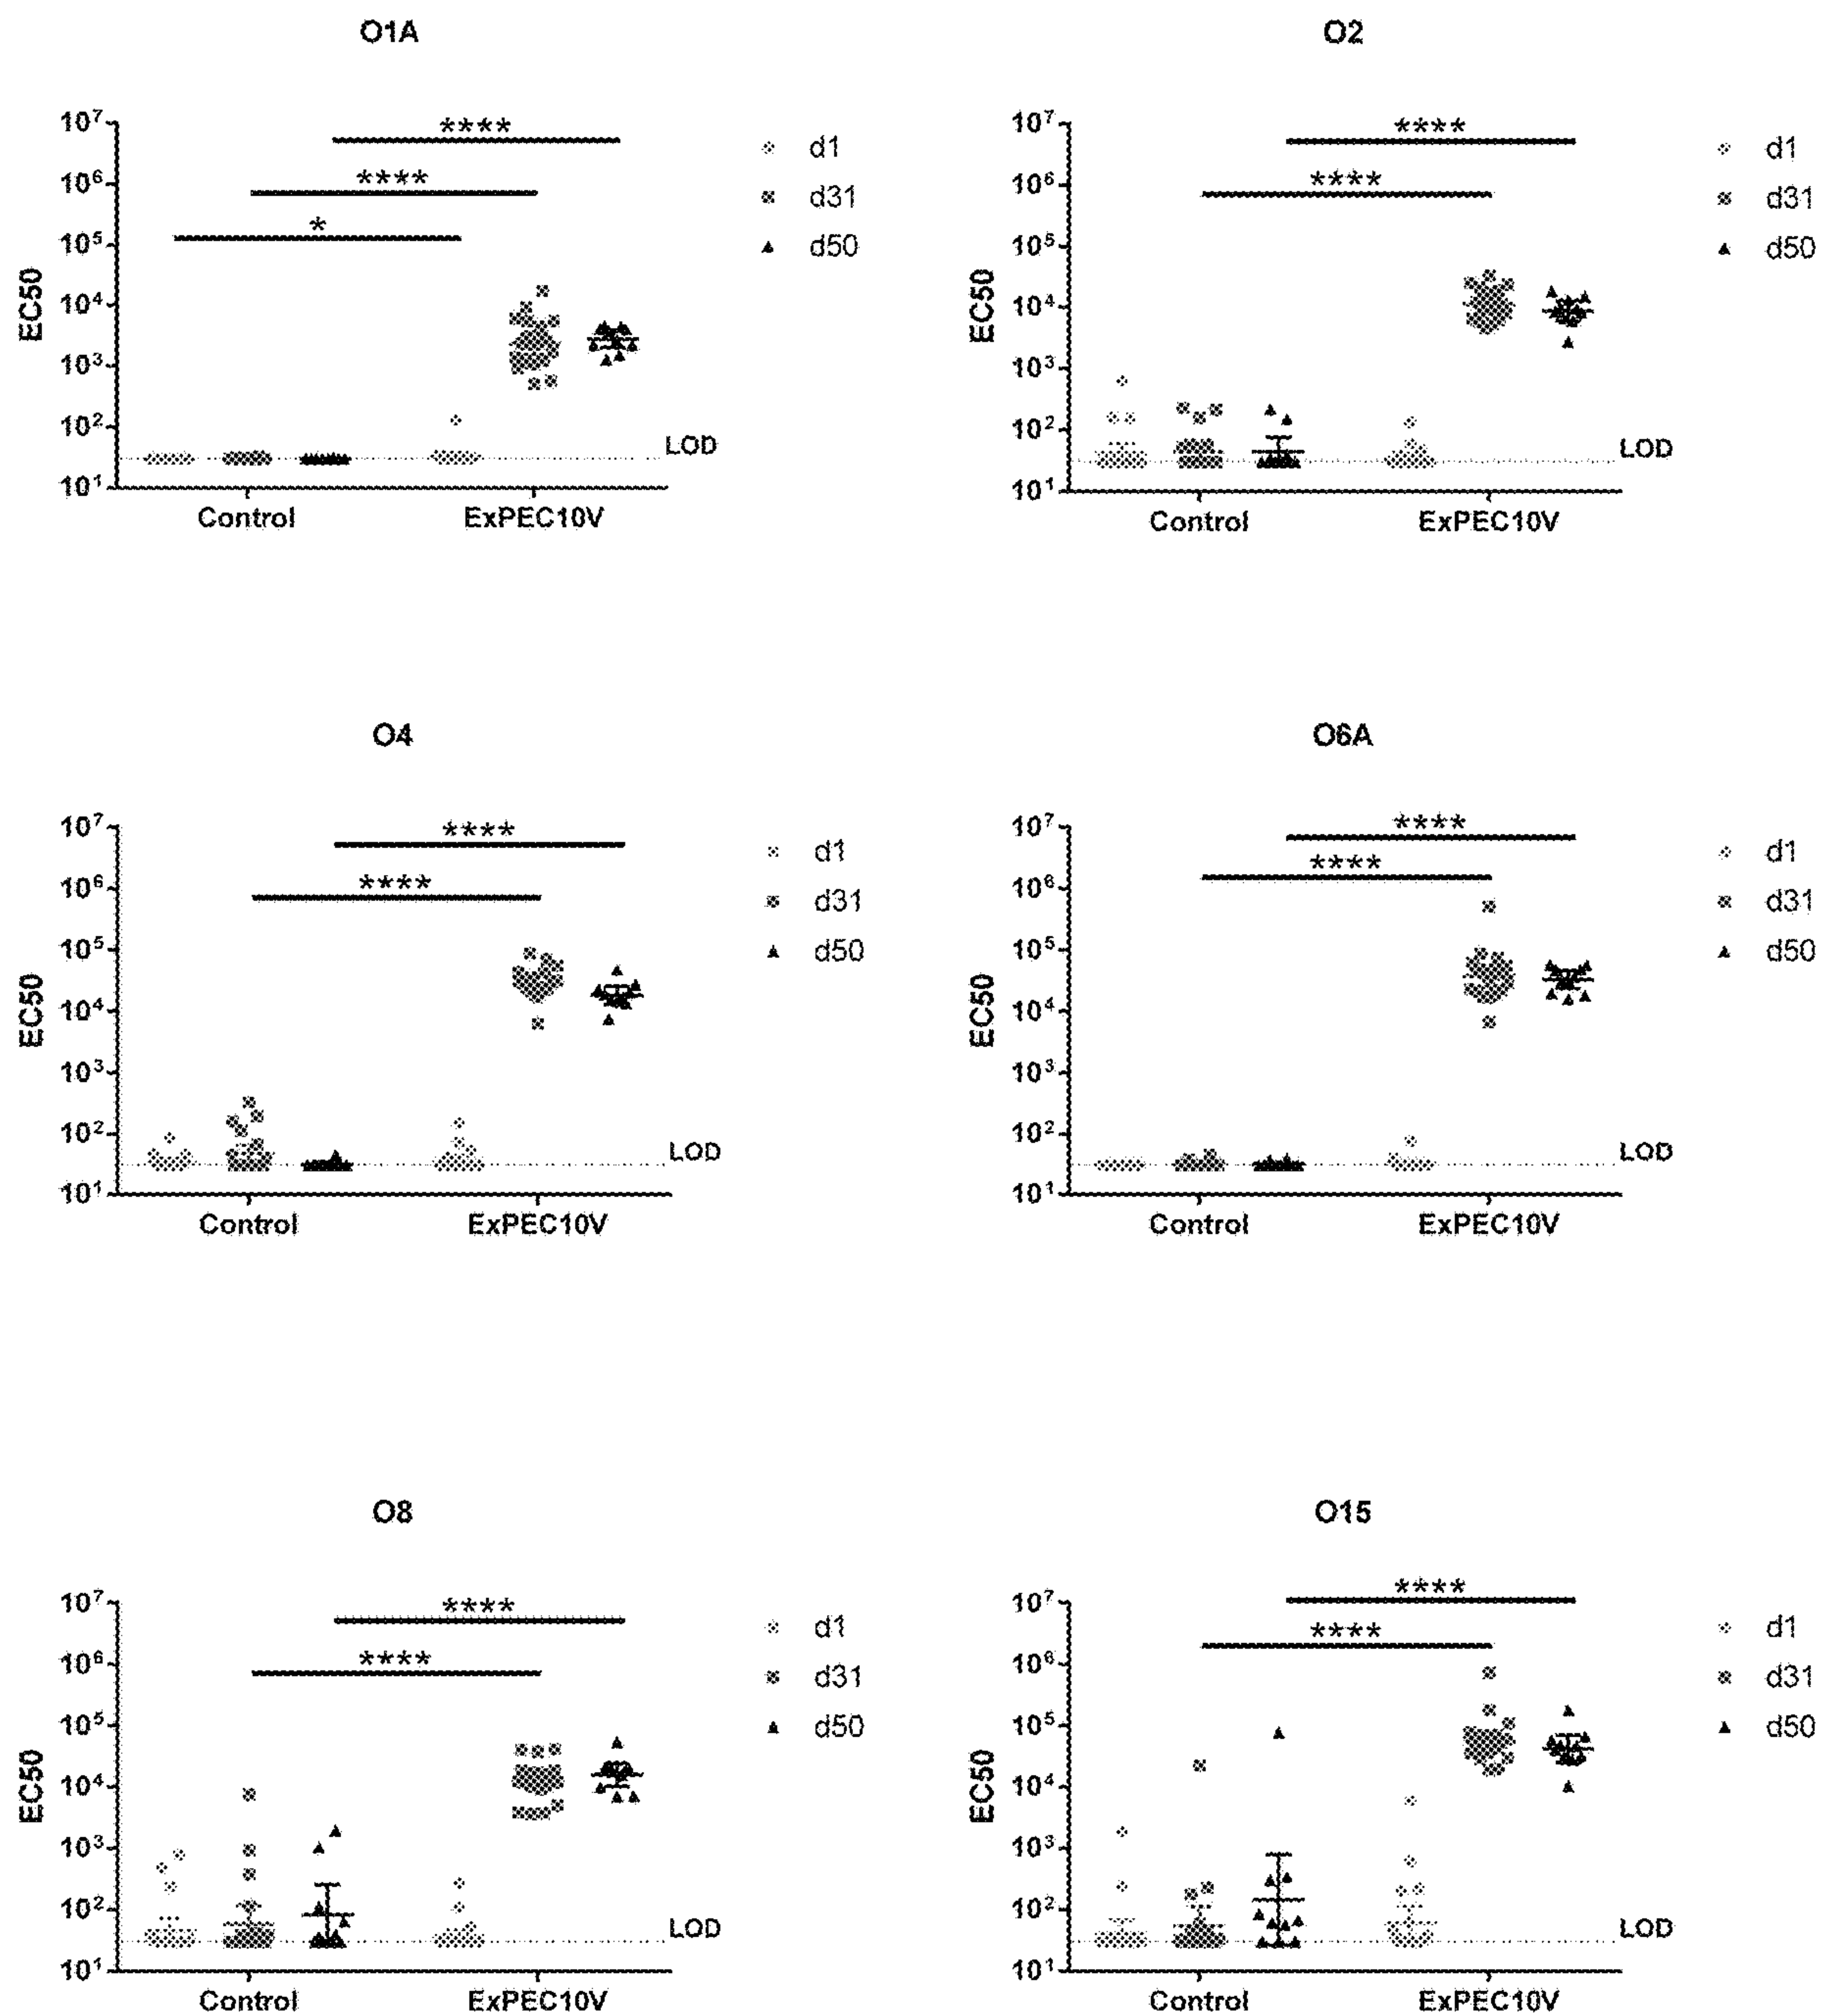 O1A
10⁷
10⁶
10⁵
10⁴
10³
10²
10¹
EC50
****
****
*
d1
d31
d50
LOD
Control ExPEC10V
O2
10⁷
10⁶
10⁵
10⁴
10³
10²
10¹
EC50
****
****
d1
d31
d50
LOD
Control ExPEC10V
O4
10⁷
10⁶
10⁵
10⁴
10³
10²
10¹
EC50
****
****
d1
d31
d50
LOD
Control ExPEC10V
O6A
10⁷
10⁶
10⁵
10⁴
10³
10²
10¹
EC50
****
****
d1
d31
d50
LOD
Control ExPEC10V
O8
10⁷
10⁶
10⁵
10⁴
10³
10²
10¹
EC50
****
****
d1
d31
d50
LOD
Control ExPEC10V
O15
10⁷
10⁶
10⁵
10⁴
10³
10²
10¹
EC50
****
****
d1
d31
d50
LOD
Control ExPEC10V